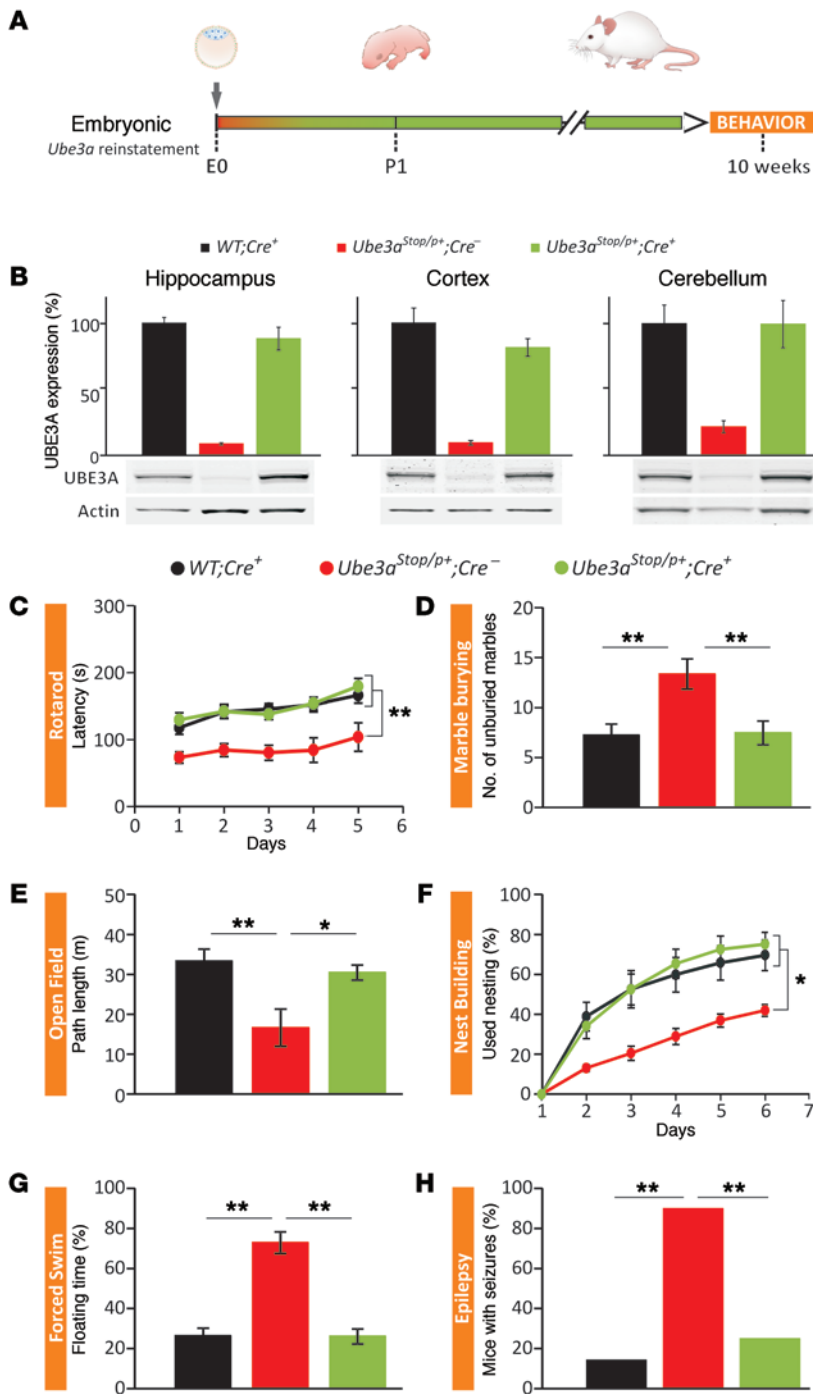 A
Embryonic
Ube3a reinstatement
E0
P1
BEHAVIOR
10 weeks
WT;Cre⁺ Ube3aStop/p+;Cre⁻ Ube3aStop/p+;Cre⁺
B
Hippocampus Cortex Cerebellum
UBE3A expression (%)
100
50
0
UBE3A
Actin
WT;Cre⁺ Ube3aStop/p+;Cre⁻ Ube3aStop/p+;Cre⁺
C
Rotarod
Latency (s)
300
200
100
0
**
0 1 2 3 4 5 6
Days
D
Marble burying
No. of unburied marbles
20
15
10
5
0
** **
E
Open Field
Path length (m)
50
40
30
20
10
0
** *
F
Nest Building
Used nesting (%)
100
80
60
40
20
0
*
1 2 3 4 5 6 7
Days
G
Forced Swim
Floating time (%)
100
80
60
40
20
0
** **
H
Epilepsy
Mice with seizures (%)
100
80
60
40
20
0
** **